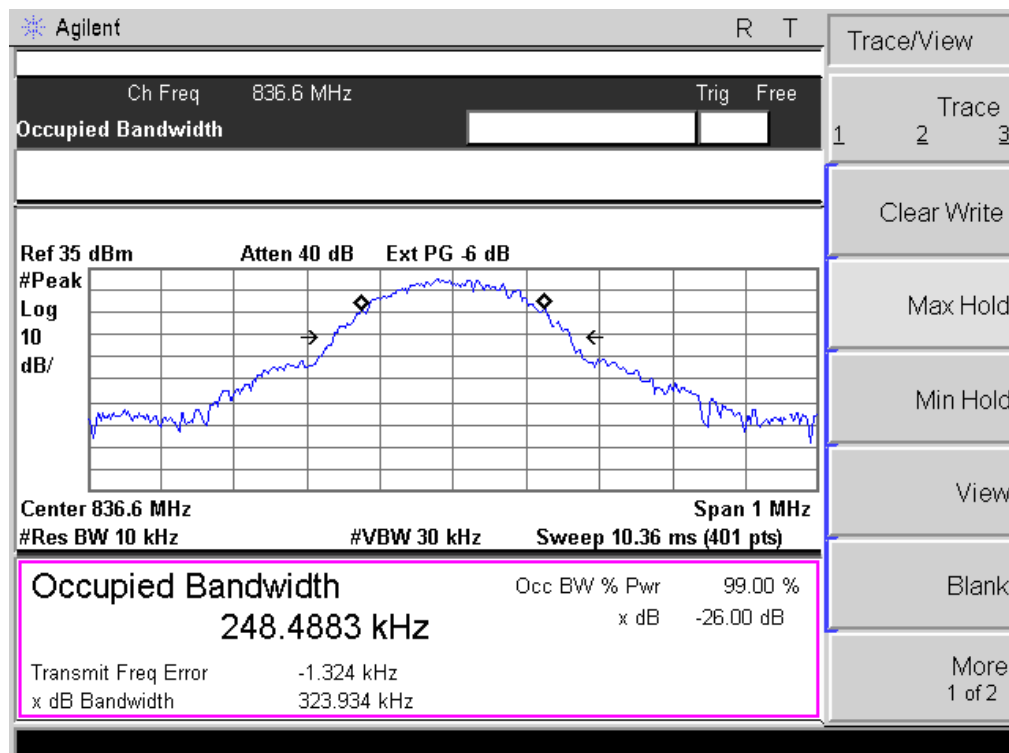 Agilent R T
Trace/View
Ch Freq 836.6 MHz Trig Free
Occupied Bandwidth
Trace
1 2 3
Clear Write
Max Hold
Min Hold
View
Blank
More
1 of 2
Ref 35 dBm Atten 40 dB Ext PG -6 dB
#Peak
Log
10
dB/
Center 836.6 MHz Span 1 MHz
#Res BW 10 kHz #VBW 30 kHz Sweep 10.36 ms (401 pts)
Occupied Bandwidth Occ BW % Pwr 99.00 %
248.4883 kHz x dB -26.00 dB
Transmit Freq Error -1.324 kHz
x dB Bandwidth 323.934 kHz